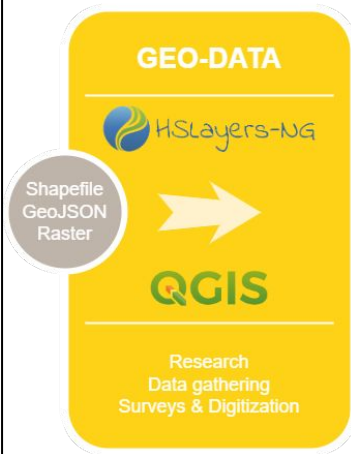 GEO-DATA
HSLayers-NG
Shapefile
GeoJSON
Raster
QGIS
Research
Data gathering
Surveys & Digitization